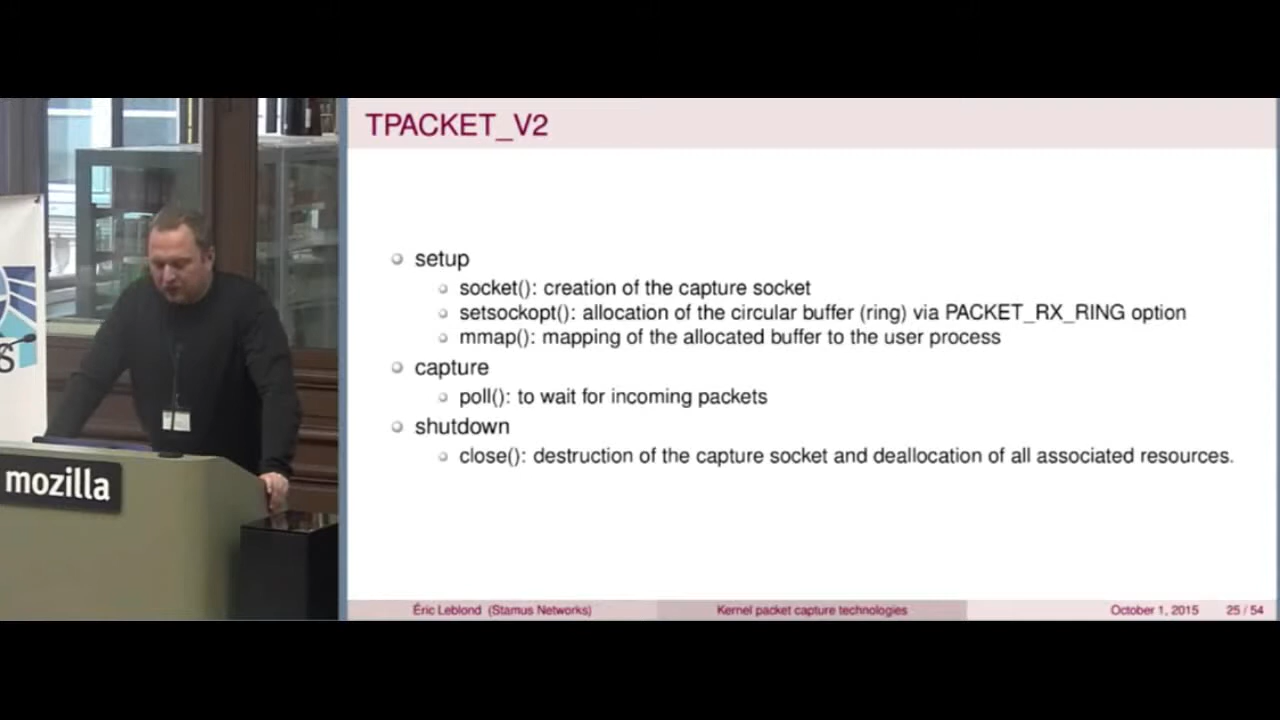 TPACKET_V2
setup
socket(): creation of the capture socket
setsockopt(): allocation of the circular buffer (ring) via PACKET_RX_RING option
mmap(): mapping of the allocated buffer to the user process
capture
poll(): to wait for incoming packets
shutdown
close(): destruction of the capture socket and deallocation of all associated resources.
mozilla
Éric Leblond (Stamus Networks) Kernel packet capture technologies October 1, 2015 25 / 54